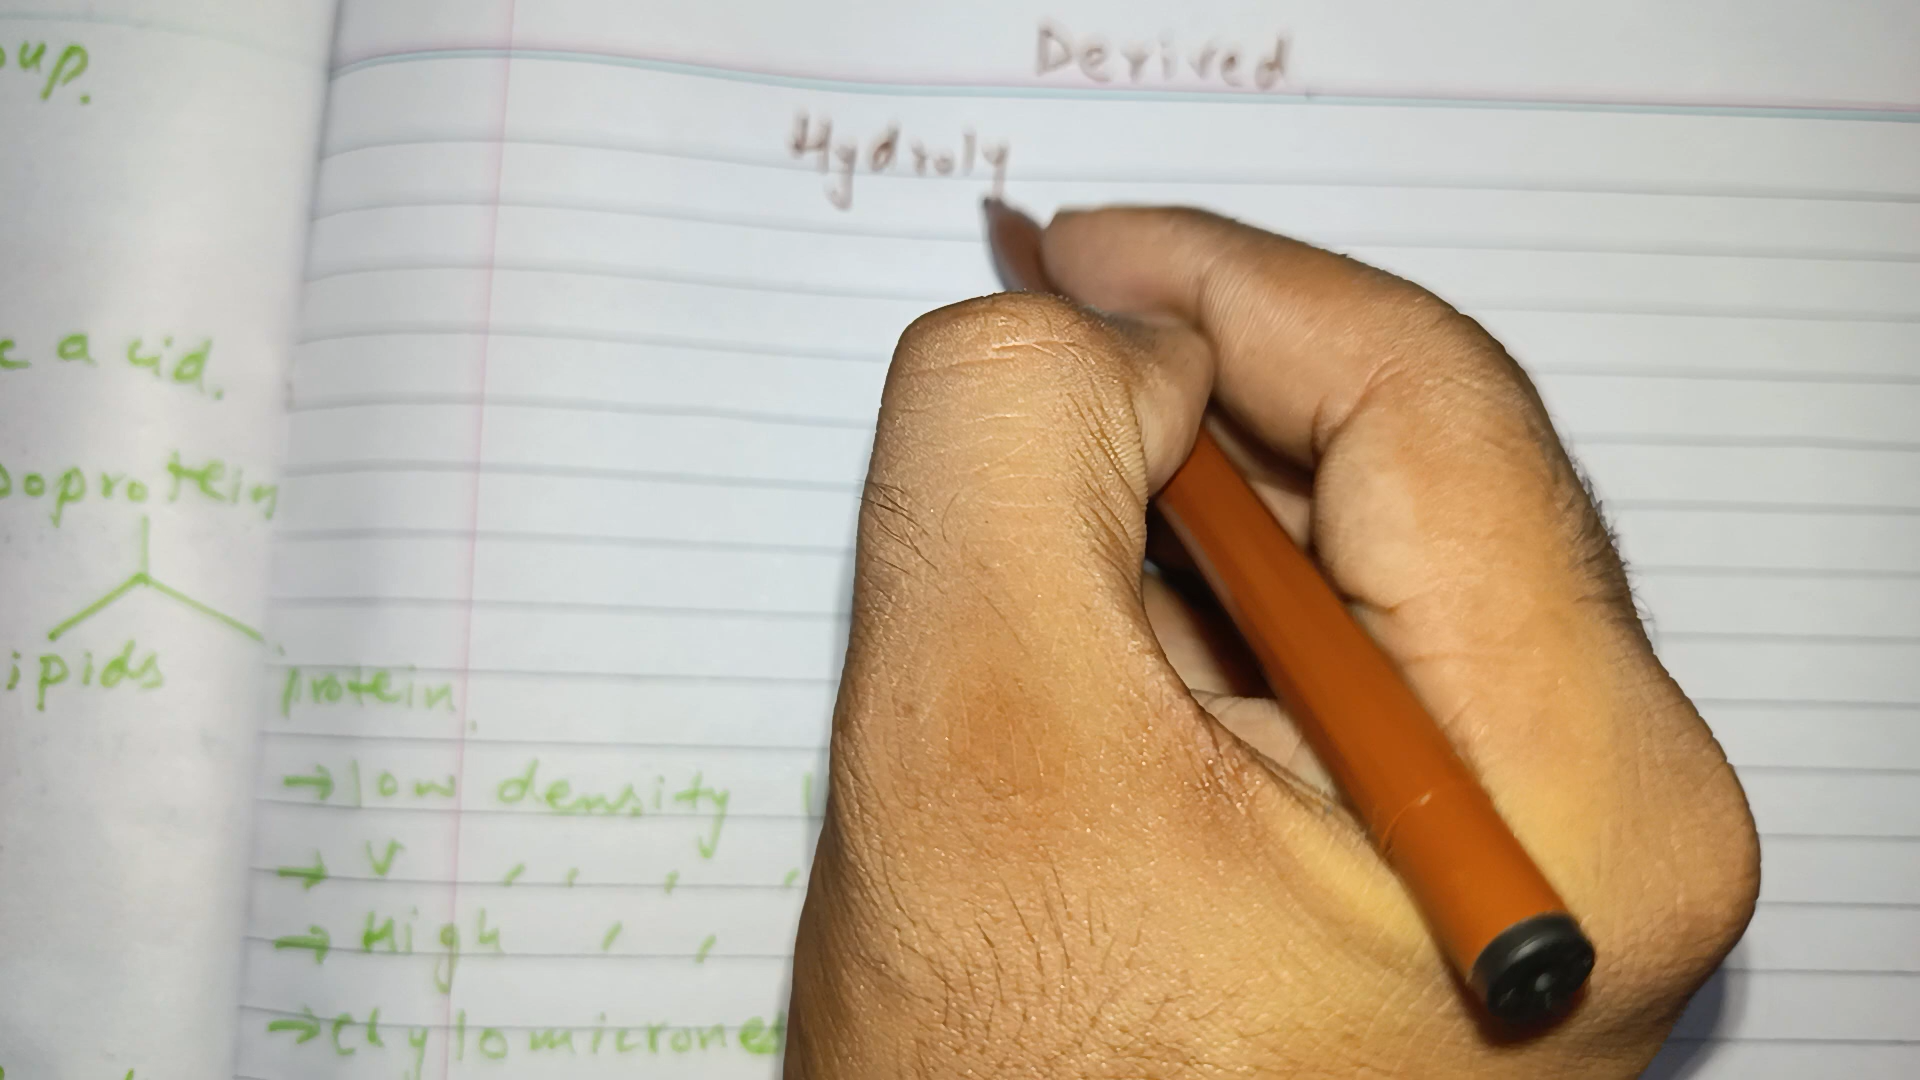 Derived
Hydroly
oup.
c acid.
oprotein
ipids protein.
→ low density
→ V , , , ,
→ High , ,
→ chylomicrones